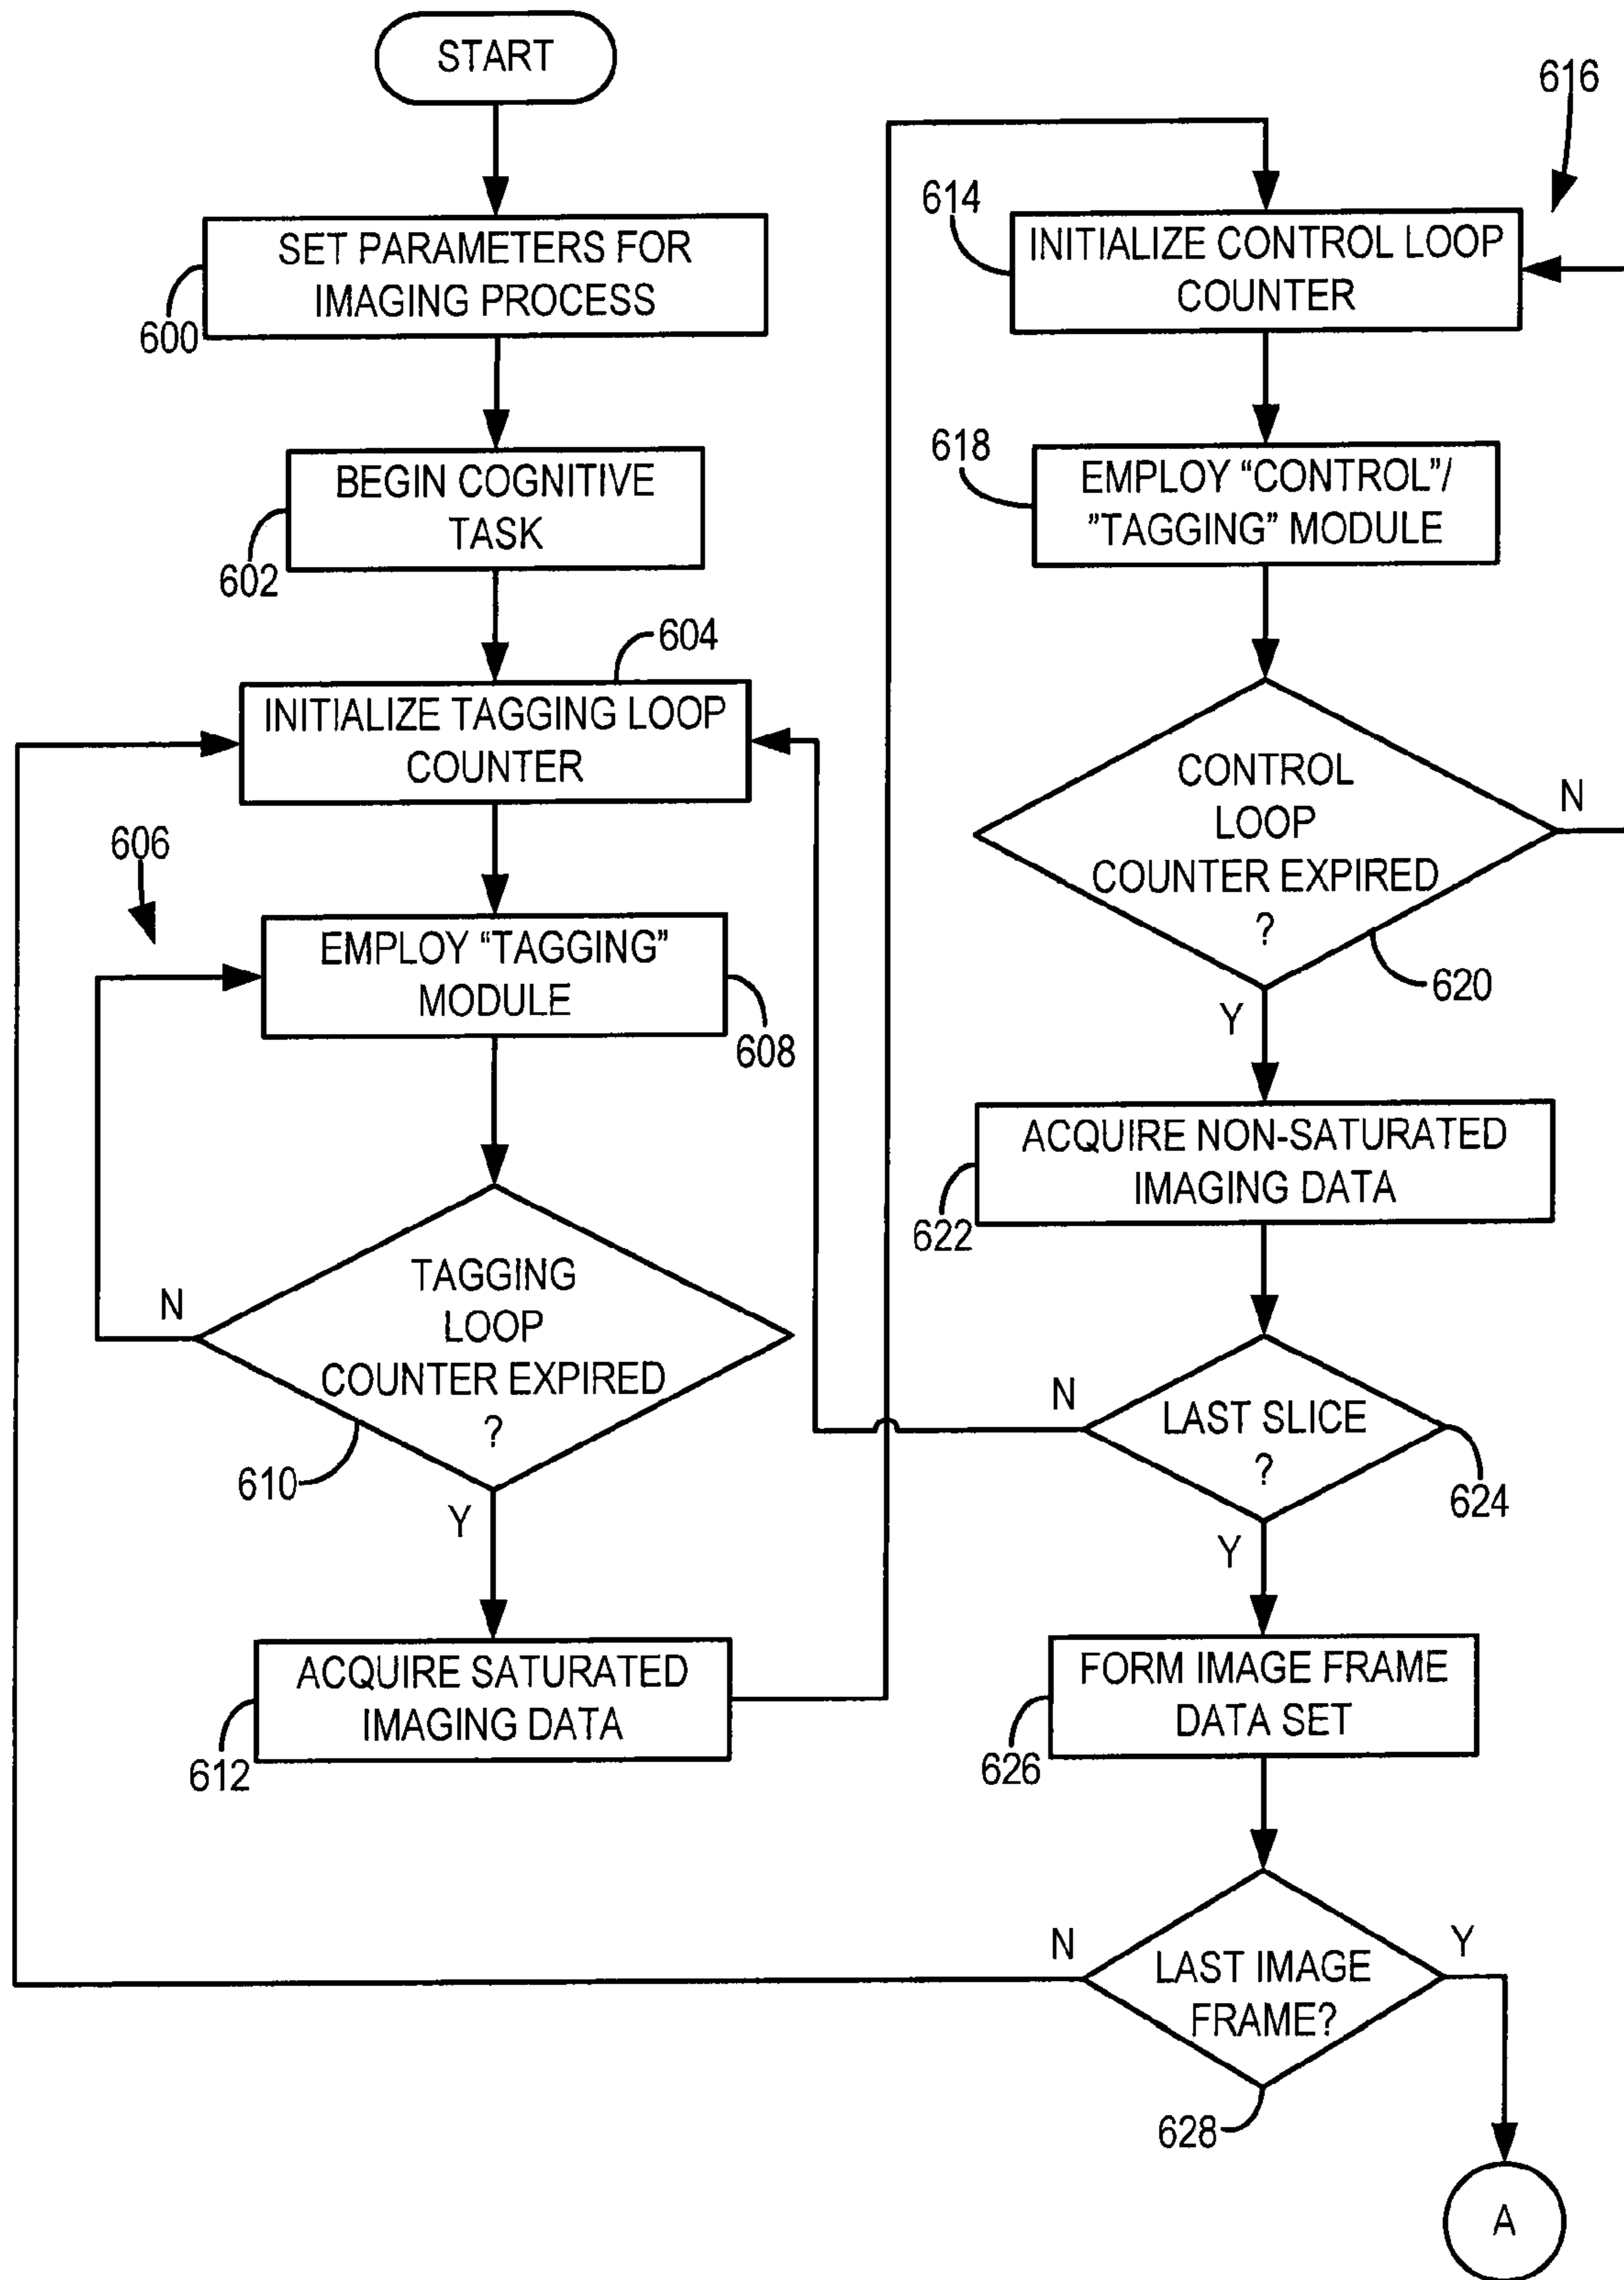 START
SET PARAMETERS FOR
IMAGING PROCESS
600
BEGIN COGNITIVE
TASK
602
604
INITIALIZE TAGGING LOOP
COUNTER
606
EMPLOY “TAGGING”
MODULE
608
TAGGING
LOOP
COUNTER EXPIRED
?
N
610
Y
ACQUIRE SATURATED
IMAGING DATA
612
616
614
INITIALIZE CONTROL LOOP
COUNTER
618
EMPLOY “CONTROL”/
”TAGGING” MODULE
CONTROL
LOOP
COUNTER EXPIRED
?
N
620
Y
ACQUIRE NON-SATURATED
IMAGING DATA
622
N
LAST SLICE
?
624
Y
FORM IMAGE FRAME
DATA SET
626
N
Y
LAST IMAGE
FRAME?
628
A